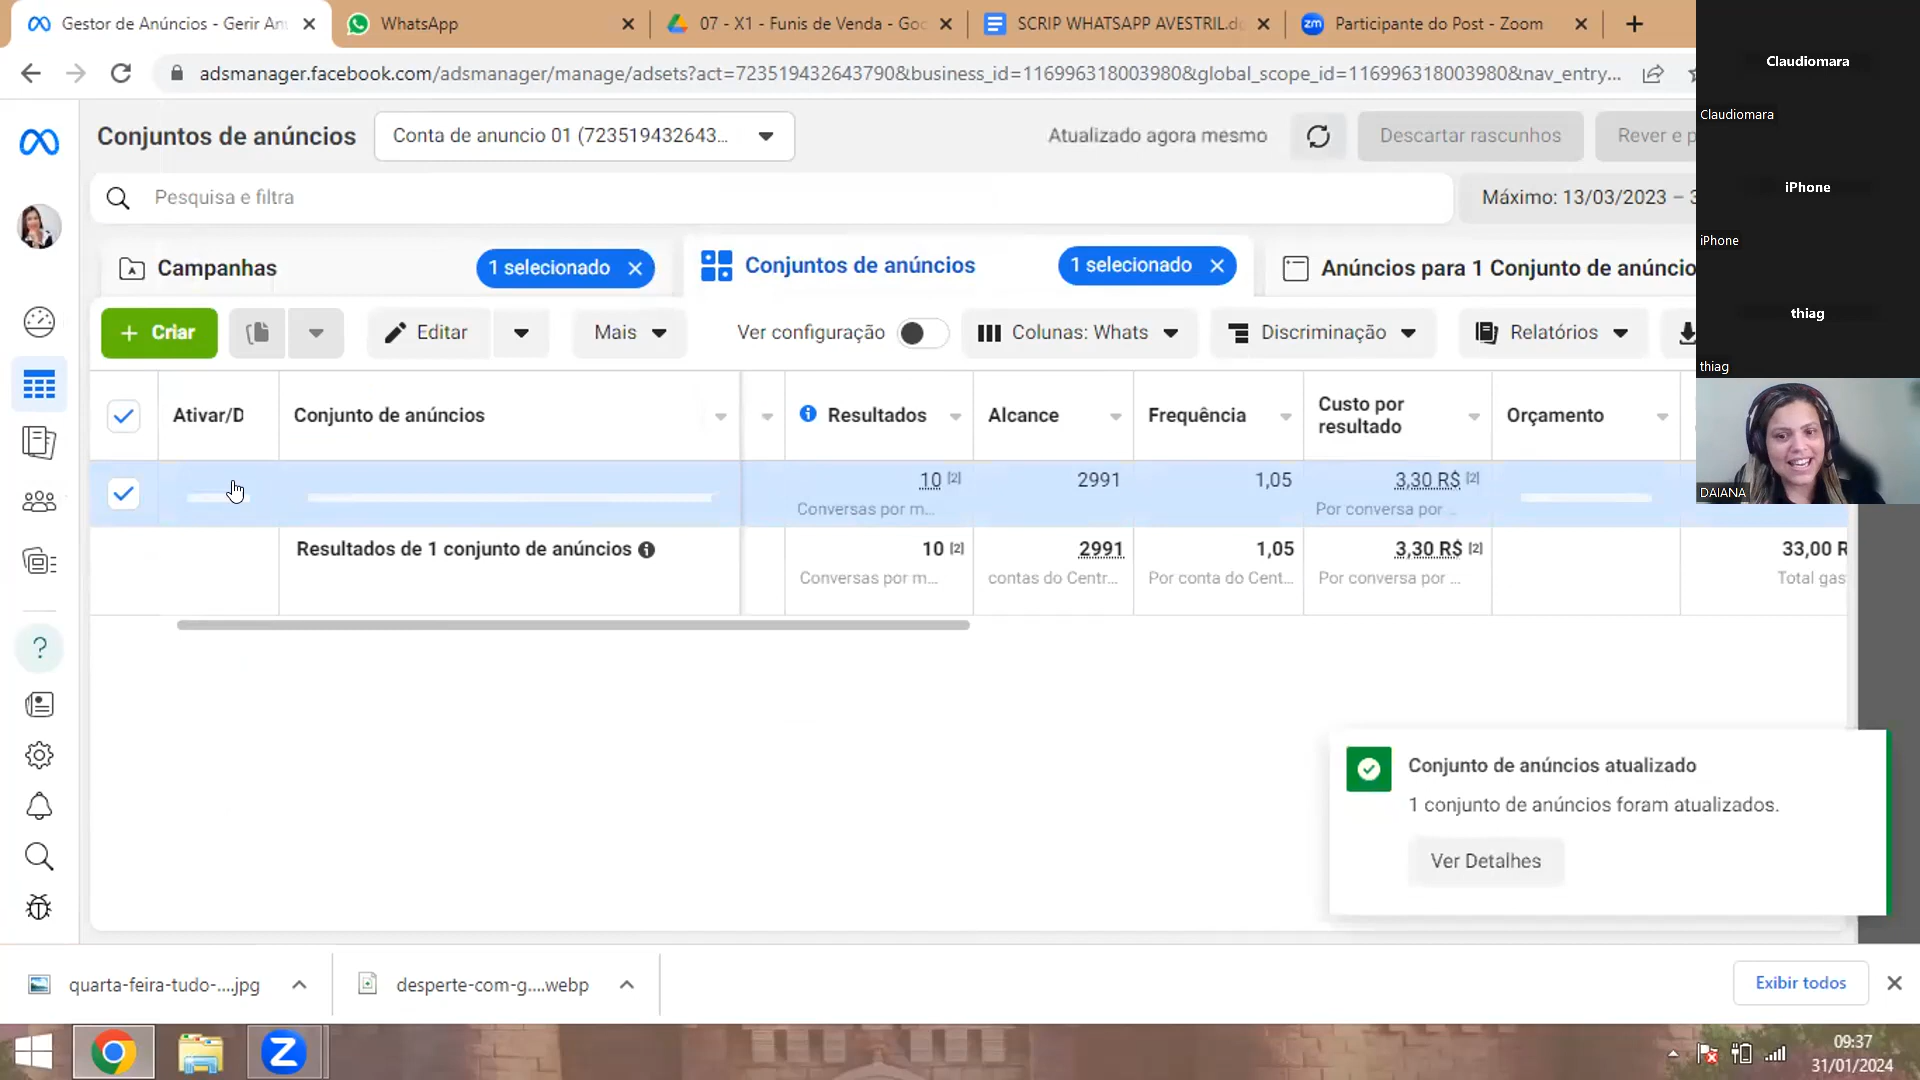 Gestor de Anúncios - Gerir An
WhatsApp
07 - X1 - Funis de Venda - Goo
SCRIP WHATSAPP AVESTRIL.d
zm Participante do Post - Zoom
adsmanager.facebook.com/adsmanager/manage/adsets?act=723519432643790&business_id=116996318003980&global_scope_id=116996318003980&nav_entry...
Claudiomara
Claudiomara
iPhone
iPhone
thiag
thiag
DAIANA
Conjuntos de anúncios
Conta de anuncio 01 (723519432643...
Atualizado agora mesmo
Descartar rascunhos
Rever e p
Pesquisa e filtra
Máximo: 13/03/2023 – 3
Campanhas
1 selecionado
Conjuntos de anúncios
1 selecionado
Anúncios para 1 Conjunto de anúncio
+ Criar
Editar
Mais
Ver configuração
Colunas: Whats
Discriminação
Relatórios
Ativar/D
Conjunto de anúncios
Resultados
Alcance
Frequência
Custo por
resultado
Orçamento
10 [2]
2991
1,05
3,30 R$ [2]
Conversas por m...
Por conversa por ...
Resultados de 1 conjunto de anúncios
10 [2]
2991
1,05
3,30 R$ [2]
33,00 R
Conversas por m...
contas do Centr...
Por conta do Cent...
Por conversa por ...
Total gas
?
Conjunto de anúncios atualizado
1 conjunto de anúncios foram atualizados.
Ver Detalhes
quarta-feira-tudo-....jpg
desperte-com-g....webp
Exibir todos
Z
09:37
31/01/2024